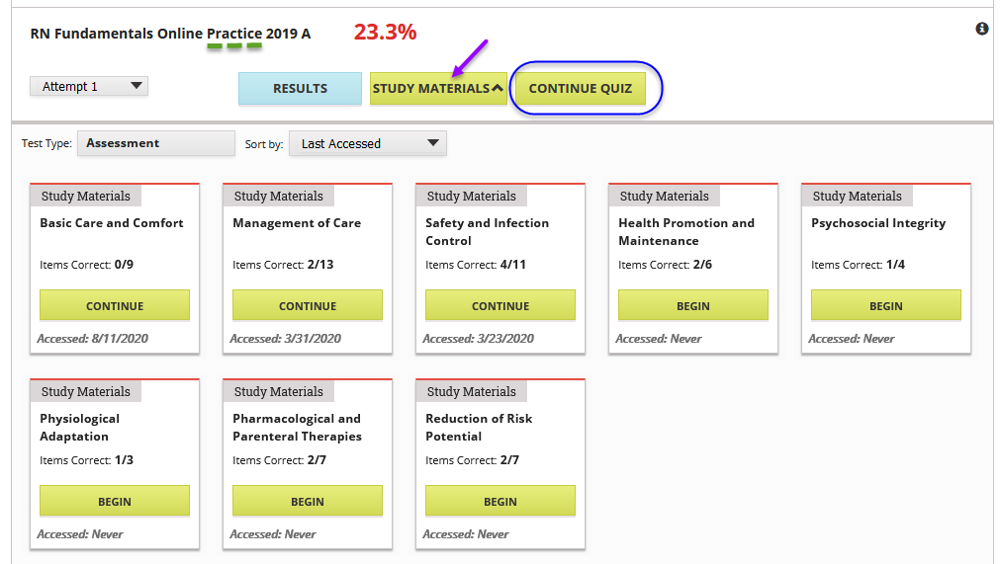 RN Fundamentals Online Practice 2019 A 23.3%
Attempt 1 RESULTS STUDY MATERIALS CONTINUE QUIZ
Test Type: Assessment Sort by: Last Accessed
Study Materials
Basic Care and Comfort
Items Correct: 0/9
CONTINUE
Accessed: 8/11/2020
Study Materials
Management of Care
Items Correct: 2/13
CONTINUE
Accessed: 3/31/2020
Study Materials
Safety and Infection
Control
Items Correct: 4/11
CONTINUE
Accessed: 3/23/2020
Study Materials
Health Promotion and
Maintenance
Items Correct: 2/6
BEGIN
Accessed: Never
Study Materials
Psychosocial Integrity
Items Correct: 1/4
BEGIN
Accessed: Never
Study Materials
Physiological
Adaptation
Items Correct: 1/3
BEGIN
Accessed: Never
Study Materials
Pharmacological and
Parenteral Therapies
Items Correct: 2/7
BEGIN
Accessed: Never
Study Materials
Reduction of Risk
Potential
Items Correct: 2/7
BEGIN
Accessed: Never